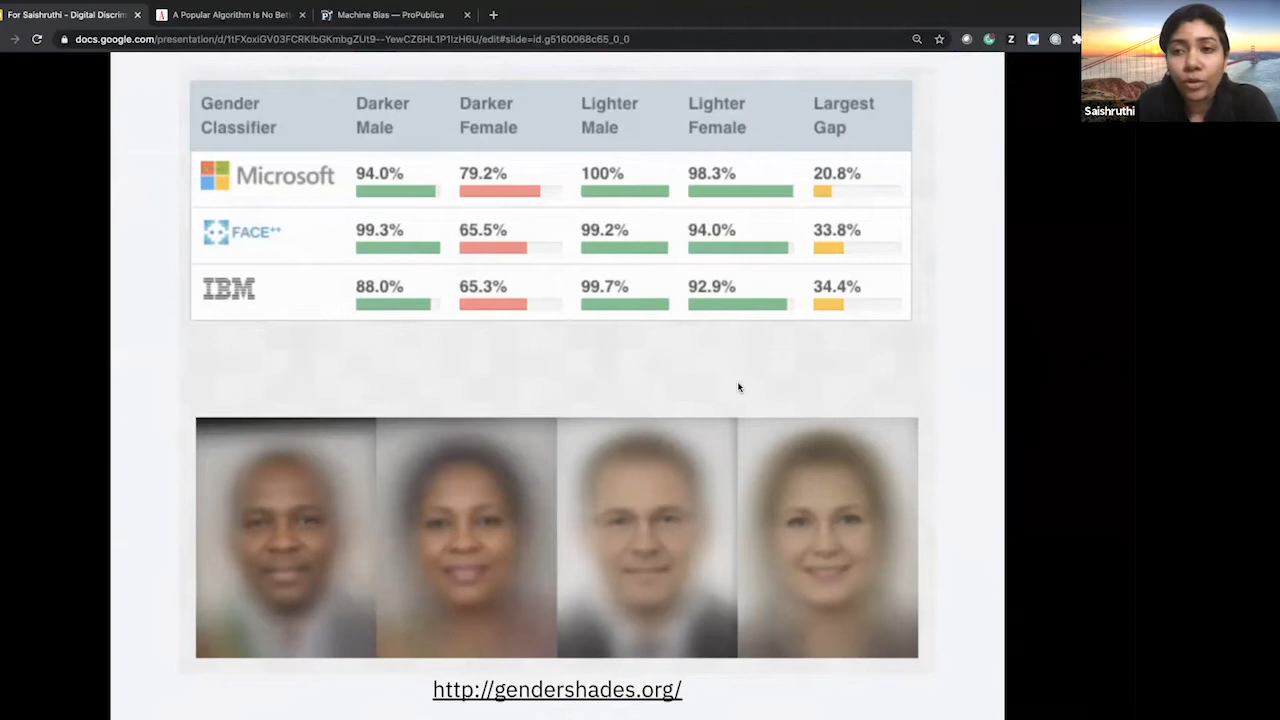 For Saishruthi - Digital Discrim
A Popular Algorithm Is No Bett
Machine Bias — ProPublica
docs.google.com/presentation/d/1tFXoxiGV03FCRKlbGKmbgZUt9--YewCZ6HL1P1IzH6U/edit#slide=id.g5160068c65_0_0
Saishruthi
Gender Classifier Darker Male Darker Female Lighter Male Lighter Female Largest Gap
Microsoft 94.0% 79.2% 100% 98.3% 20.8%
FACE++ 99.3% 65.5% 99.2% 94.0% 33.8%
IBM 88.0% 65.3% 99.7% 92.9% 34.4%
http://gendershades.org/